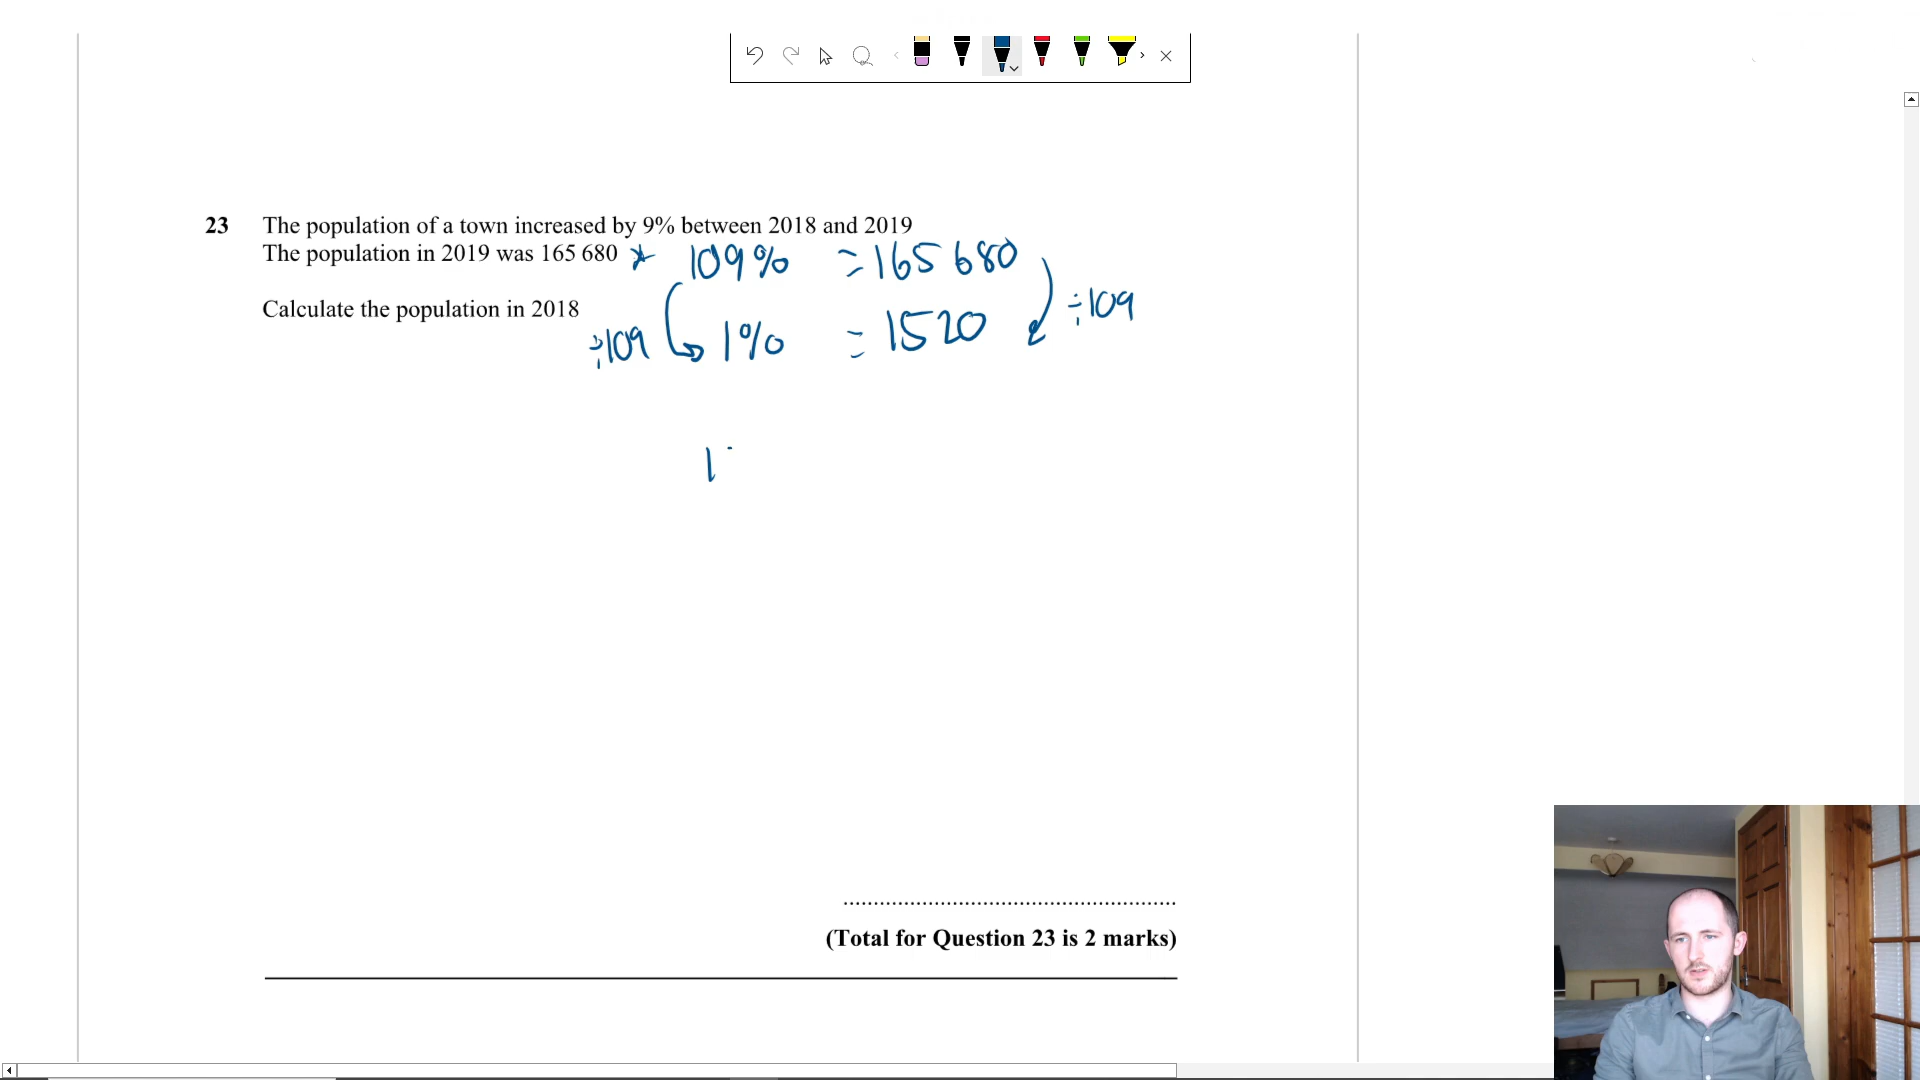 23 The population of a town increased by 9% between 2018 and 2019
The population in 2019 was 165 680 * 109% = 165 680
Calculate the population in 2018
÷109 1% = 1520 ÷109
1
(Total for Question 23 is 2 marks)